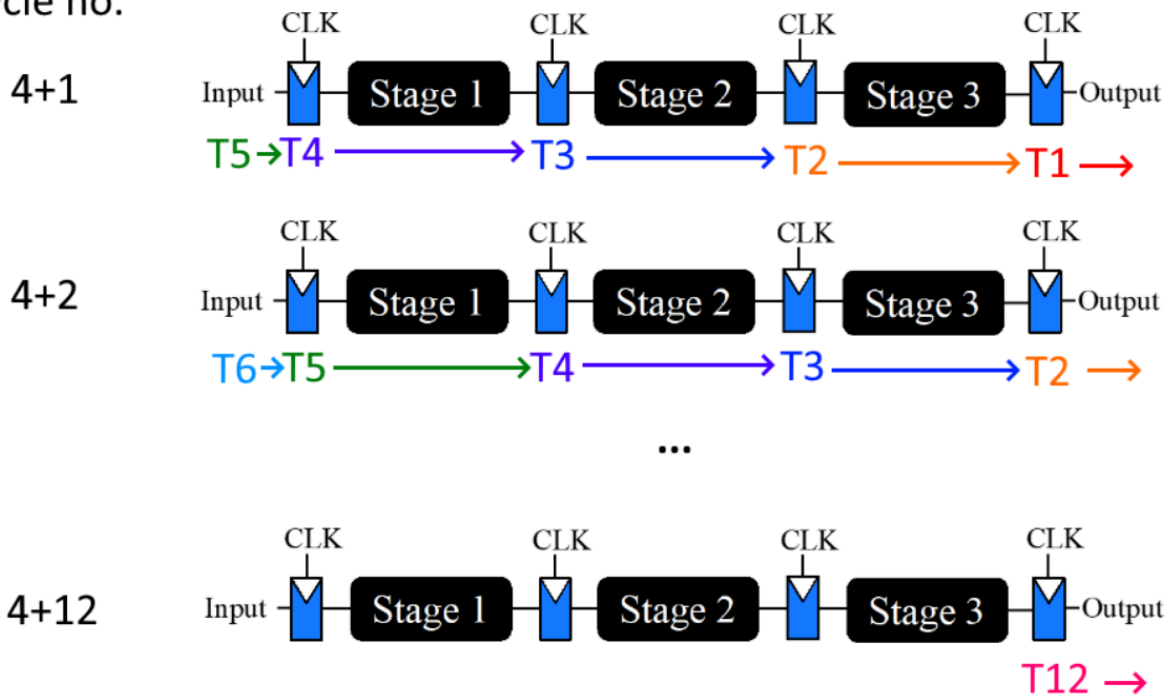 cle no.
CLK CLK CLK CLK
4+1 Input Stage 1 Stage 2 Stage 3 Output
T5 → T4 → T3 → T2 → T1 →
CLK CLK CLK CLK
4+2 Input Stage 1 Stage 2 Stage 3 Output
T6 → T5 → T4 → T3 → T2 →
...
CLK CLK CLK CLK
4+12 Input Stage 1 Stage 2 Stage 3 Output
T12 →